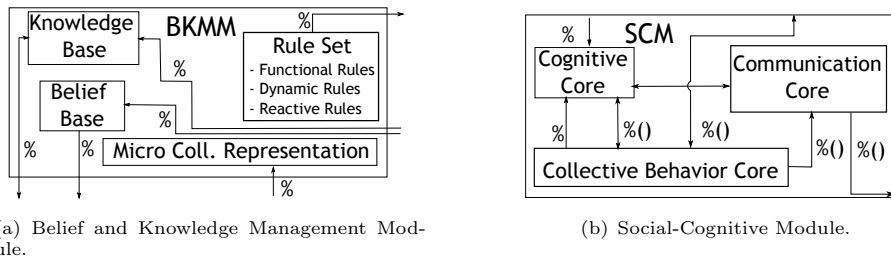 Knowledge
Base
BKMM
%
Rule Set
- Functional Rules
- Dynamic Rules
- Reactive Rules
%
Belief
Base
%
%
%
Micro Coll. Representation
%
(a) Belief and Knowledge Management Mod-
ule.
%
SCM
Cognitive
Core
Communication
Core
%
%()
%()
%()
%()
Collective Behavior Core
(b) Social-Cognitive Module.